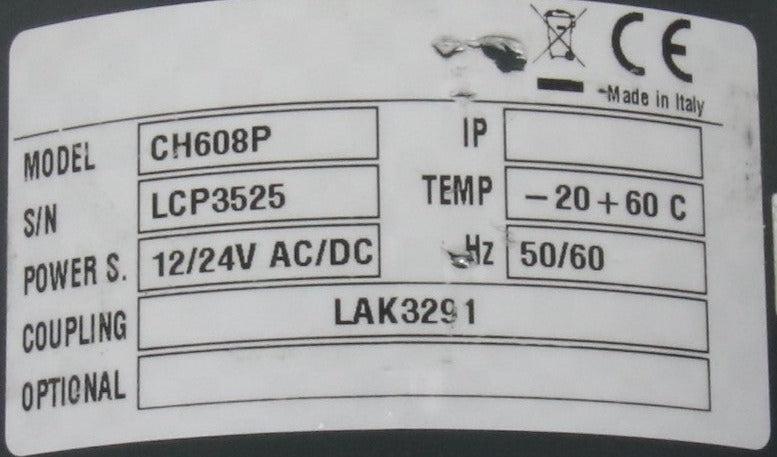 CE
-Made in Italy
MODEL CH608P IP
S/N LCP3525 TEMP -20+60 C
POWER S. 12/24V AC/DC Hz 50/60
COUPLING LAK3291
OPTIONAL